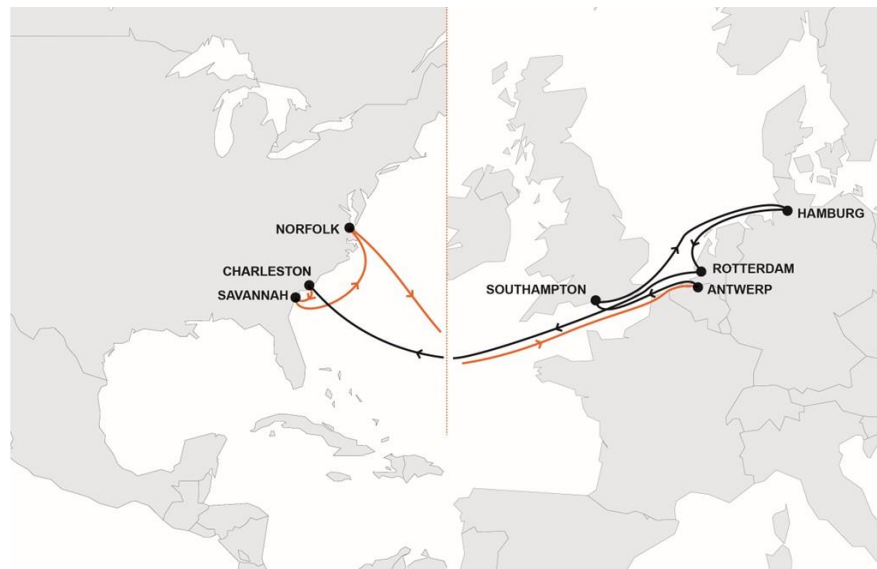 NORFOLK
CHARLESTON
SAVANNAH
HAMBURG
ROTTERDAM
SOUTHAMPTON
ANTWERP